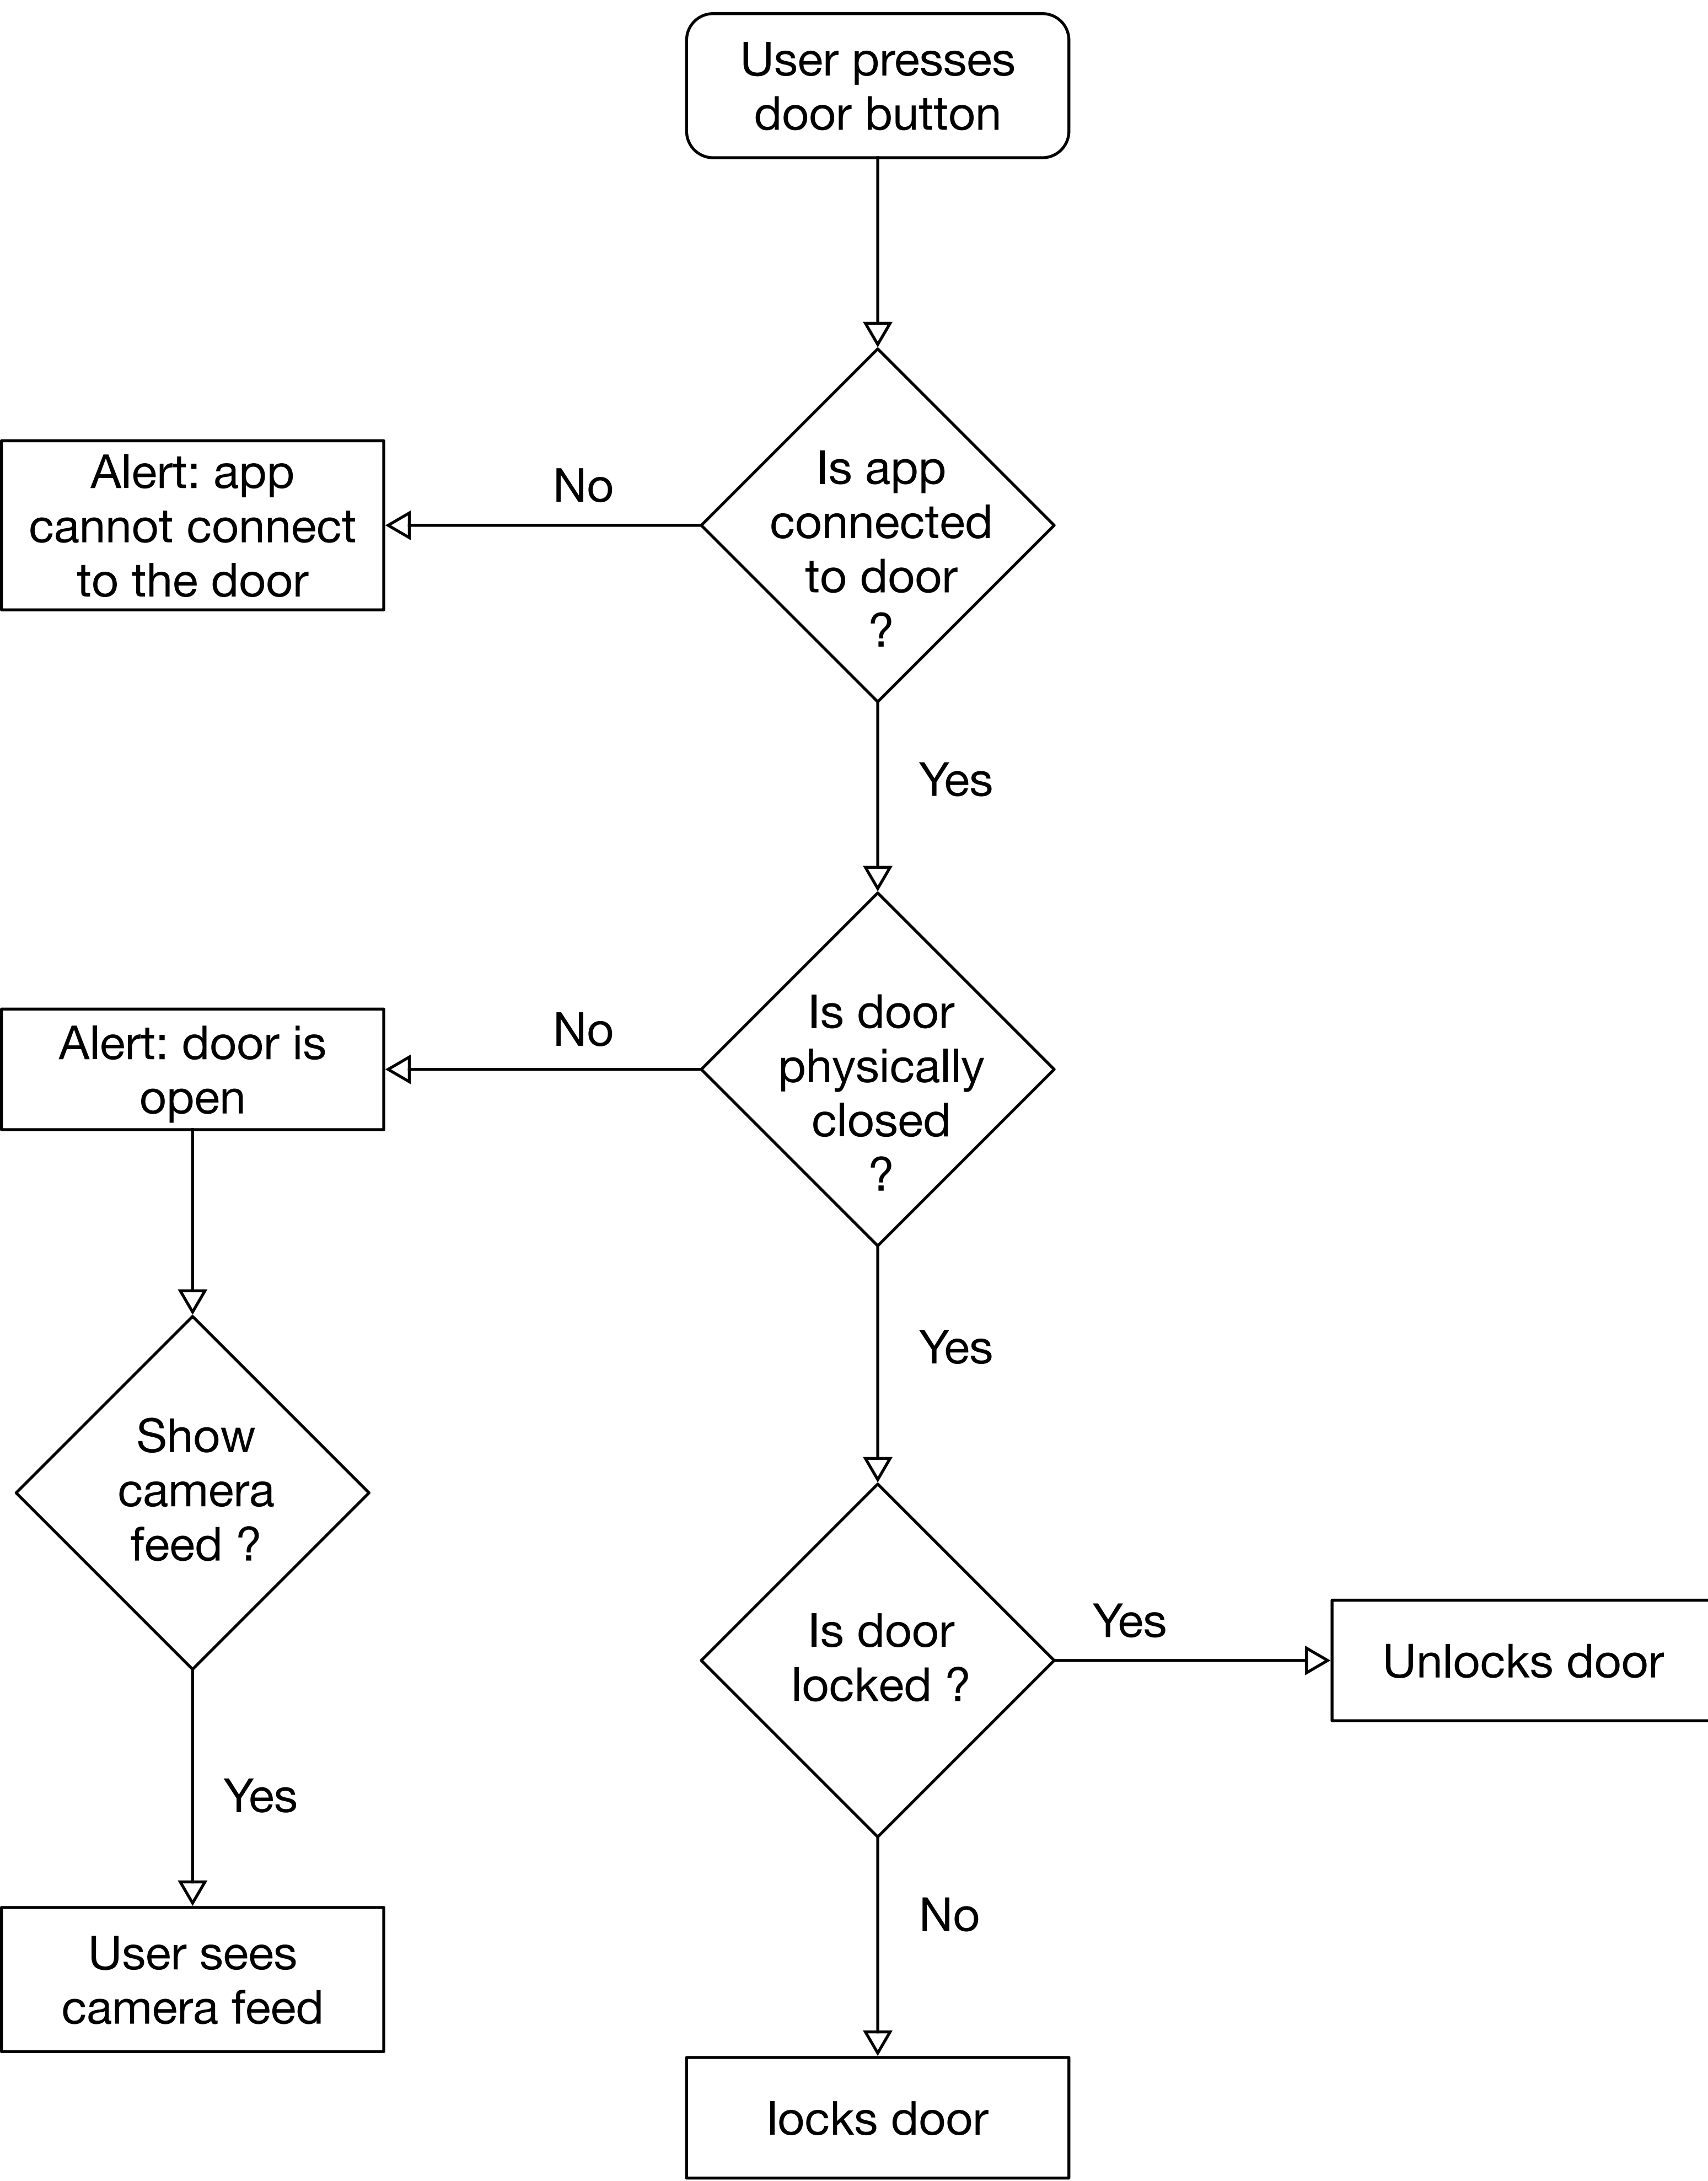 User presses
door button
Is app
connected
to door
?
No
Alert: app
cannot connect
to the door
Yes
Is door
physically
closed
?
No
Alert: door is
open
Yes
Show
camera
feed ?
Is door
locked ?
Yes
Unlocks door
Yes
No
User sees
camera feed
locks door